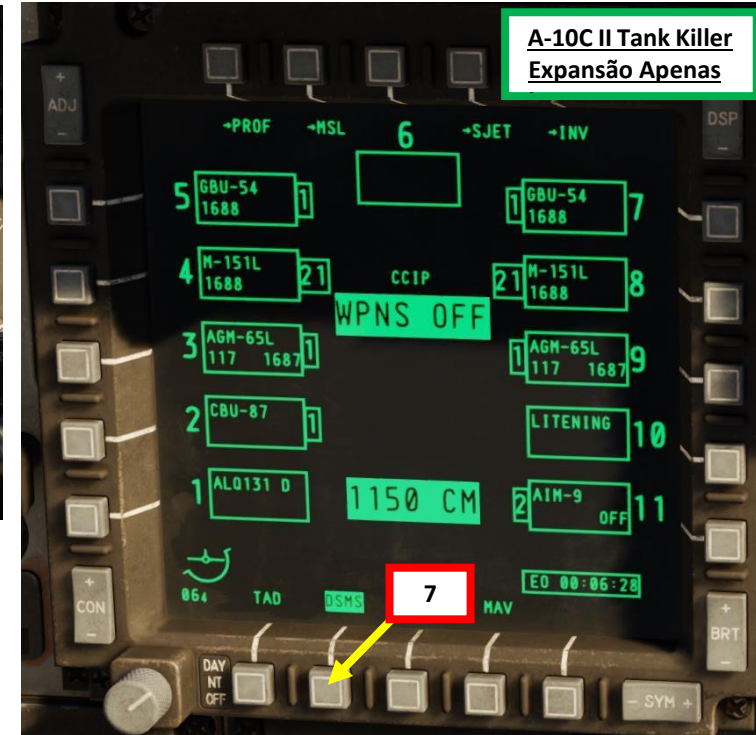 A-10C II Tank Killer
Expansão Apenas
+
ADJ
-
DSP
-
→PROF →MSL 6 →SJET →INV
5 GBU-54 1
1688
1 GBU-54 7
1688
4 M-151L 21
1688
CCIP
21 M-151L 8
1688
WPNS OFF
3 AGM-65L 1
117 1687
1 AGM-65L 9
117 1687
2 CBU-87 1
LITENING 10
1 ALQ131 D
1150 CM
2 AIM-9 11
OFF
EO 00:06:28
064 TAD DSMS 7 MAV
+
CON
-
+
BRT
-
DAY
NT
OFF
- SYM +